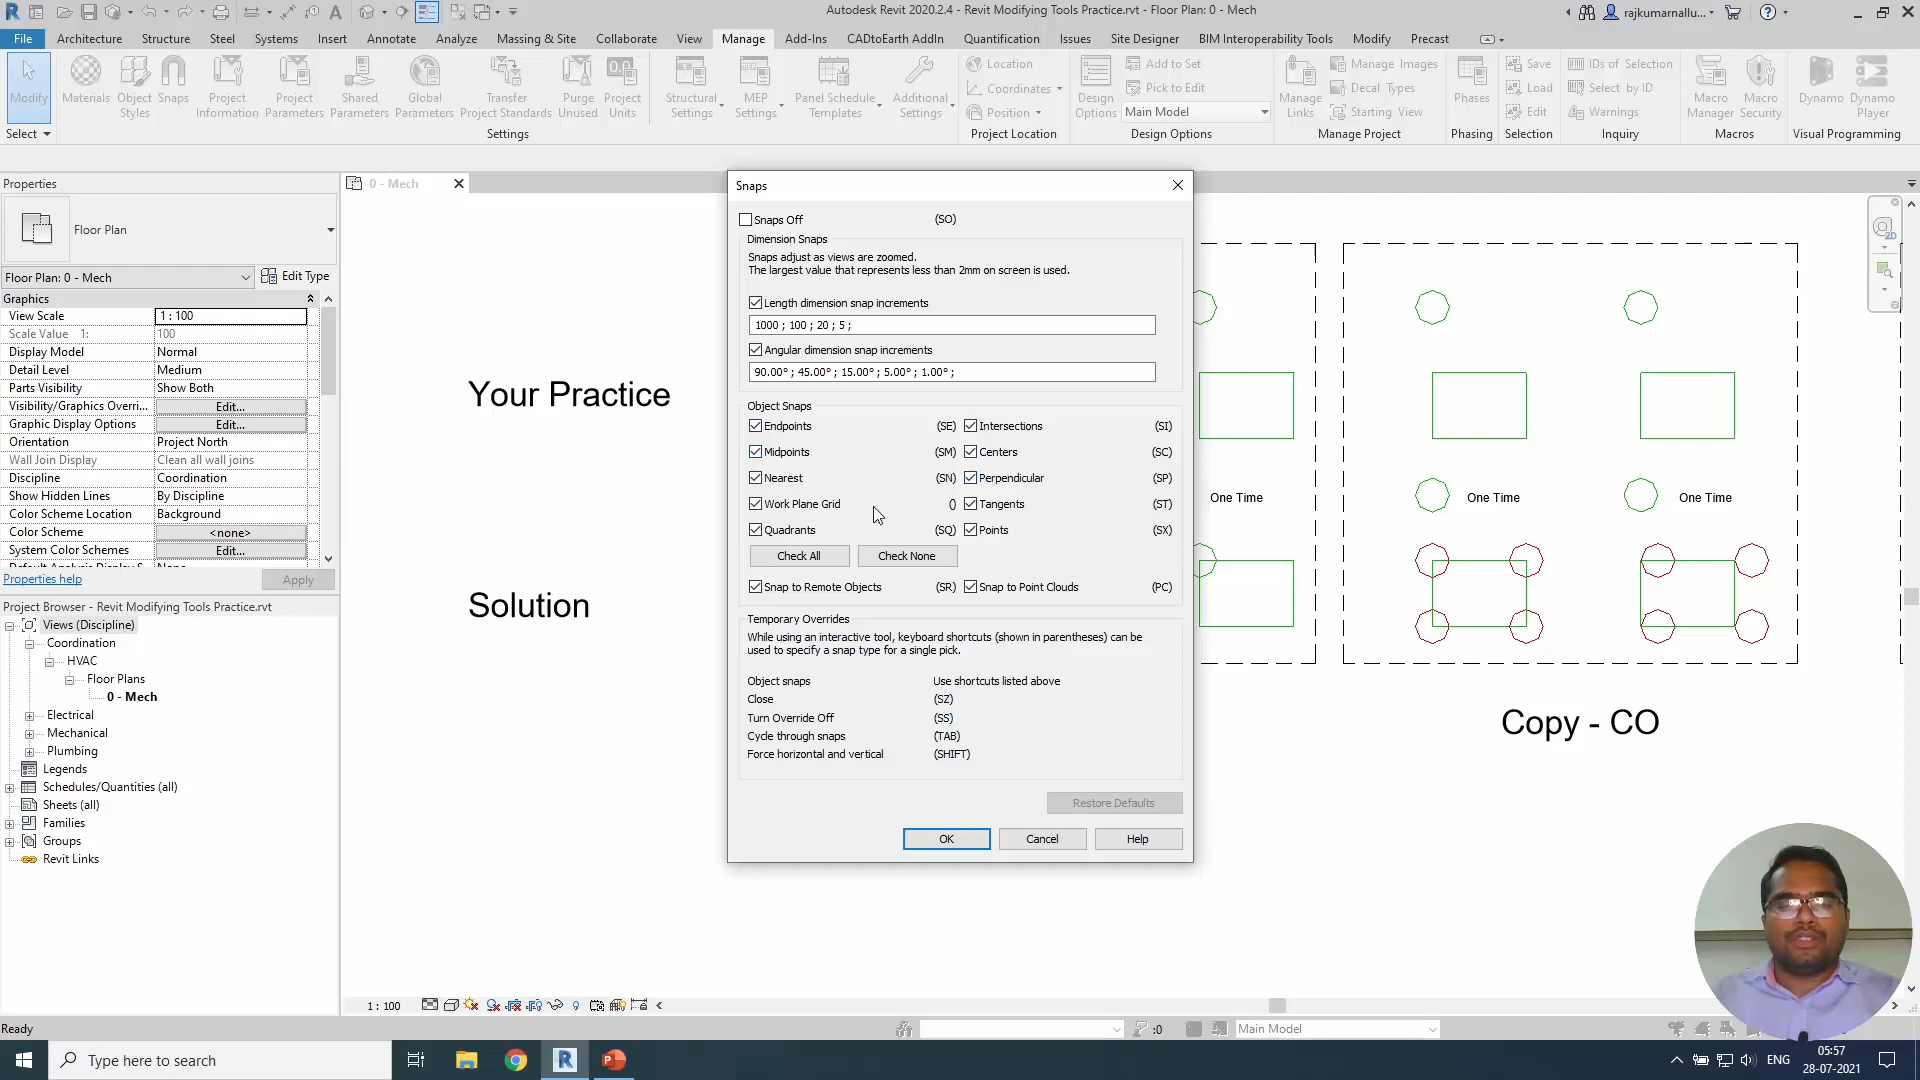 Autodesk Revit 2020.2.4 - Revit Modifying Tools Practice.rvt - Floor Plan: 0 - Mech
rajkumarnallu...
File Architecture Structure Steel Systems Insert Annotate Analyze Massing & Site Collaborate View Manage Add-Ins CADtoEarth AddIn Quantification Issues Site Designer BIM Interoperability Tools Modify Precast
Modify
Materials
Object Styles
Snaps
Project Information
Project Parameters
Shared Parameters
Global Parameters
Transfer Project Standards
Purge Unused
Project Units
Structural Settings
MEP Settings
Panel Schedule Templates
Additional Settings
Location
Coordinates
Position
Design Options
Add to Set
Pick to Edit
Main Model
Manage Links
Manage Images
Decal Types
Starting View
Phases
Save
Load
Edit
IDs of Selection
Select by ID
Warnings
Macro Manager
Macro Security
Dynamo
Dynamo Player
Select
Settings
Project Location
Design Options
Manage Project
Phasing
Selection
Inquiry
Macros
Visual Programming
Properties
Floor Plan
Floor Plan: 0 - Mech
Edit Type
Graphics
View Scale 1 : 100
Scale Value 1: 100
Display Model Normal
Detail Level Medium
Parts Visibility Show Both
Visibility/Graphics Overri... Edit...
Graphic Display Options Edit...
Orientation Project North
Wall Join Display Clean all wall joins
Discipline Coordination
Show Hidden Lines By Discipline
Color Scheme Location Background
Color Scheme <none>
System Color Schemes Edit...
Properties help
Apply
Project Browser - Revit Modifying Tools Practice.rvt
Views (Discipline)
Coordination
HVAC
Floor Plans
0 - Mech
Electrical
Mechanical
Plumbing
Legends
Schedules/Quantities (all)
Sheets (all)
Families
Groups
Revit Links
0 - Mech
Your Practice
Solution
Snaps
Snaps Off (SO)
Dimension Snaps
Snaps adjust as views are zoomed.
The largest value that represents less than 2mm on screen is used.
Length dimension snap increments
1000 ; 100 ; 20 ; 5 ;
Angular dimension snap increments
90.00° ; 45.00° ; 15.00° ; 5.00° ; 1.00° ;
Object Snaps
Endpoints (SE) Intersections (SI)
Midpoints (SM) Centers (SC)
Nearest (SN) Perpendicular (SP)
Work Plane Grid () Tangents (ST)
Quadrants (SQ) Points (SX)
Check All Check None
Snap to Remote Objects (SR) Snap to Point Clouds (PC)
Temporary Overrides
While using an interactive tool, keyboard shortcuts (shown in parentheses) can be
used to specify a snap type for a single pick.
Object snaps Use shortcuts listed above
Close (SZ)
Turn Override Off (SS)
Cycle through snaps (TAB)
Force horizontal and vertical (SHIFT)
Restore Defaults
OK Cancel Help
2D
One Time
One Time
One Time
Copy - CO
1 : 100
Ready
:0
Main Model
Type here to search
ENG
05:57
28-07-2021